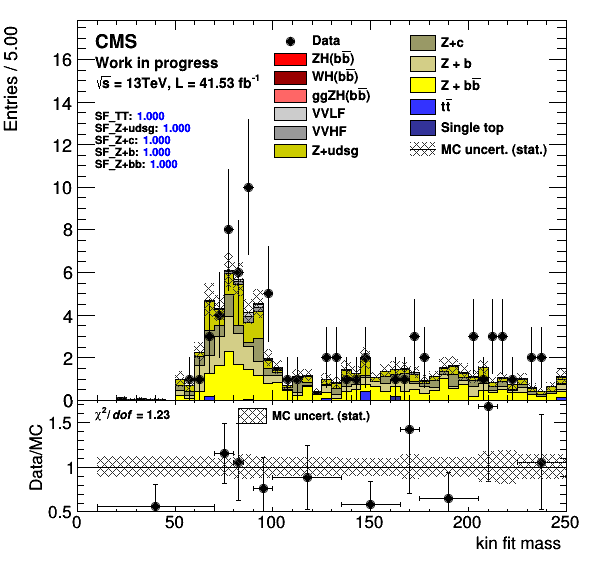 Entries / 5.00
CMS
Work in progress
√s = 13TeV, L = 41.53 fb⁻¹
SF_TT: 1.000
SF_Z+udsg: 1.000
SF_Z+c: 1.000
SF_Z+b: 1.000
SF_Z+bb: 1.000
Data
ZH(bb̅)
WH(bb̅)
ggZH(bb̅)
VVLF
VVHF
Z+udsg
Z+c
Z + b
Z + bb̅
tt̅
Single top
MC uncert. (stat.)
16
14
12
10
8
6
4
2
0
Data/MC
χ²/ dof = 1.23
MC uncert. (stat.)
1.5
1
0.5
0 50 100 150 200 250
kin fit mass